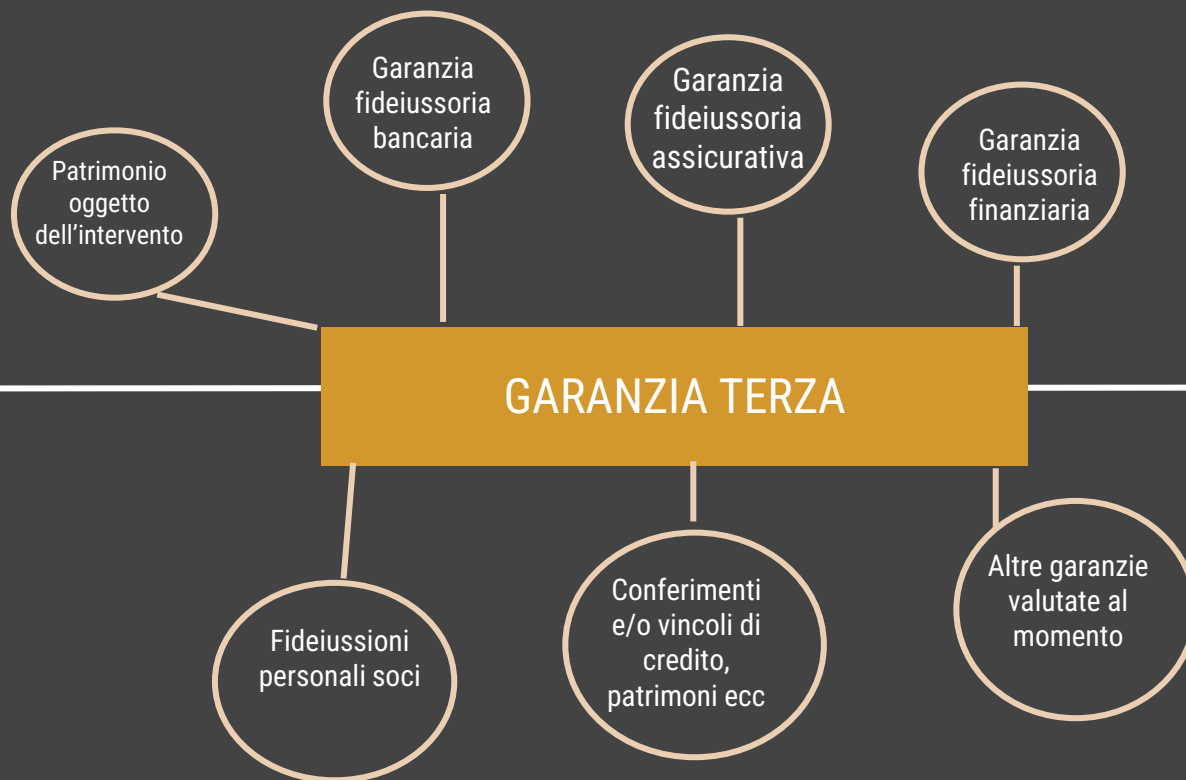 Garanzia
fideiussoria
bancaria
Garanzia
fideiussoria
assicurativa
Garanzia
fideiussoria
finanziaria
Patrimonio
oggetto
dell’intervento
GARANZIA TERZA
Fideiussioni
personali soci
Conferimenti
e/o vincoli di
credito,
patrimoni ecc
Altre garanzie
valutate al
momento